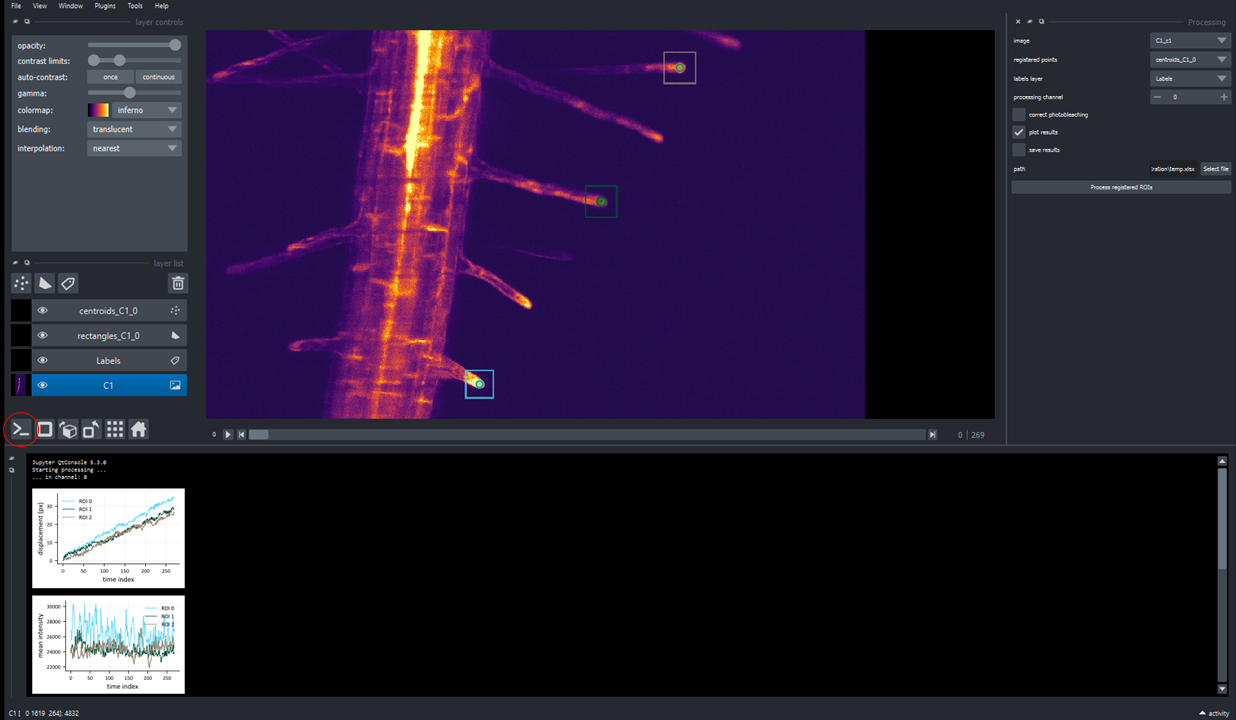 File View Window Plugins Tools Help
layer controls
opacity:
contrast limits:
auto-contrast: once continuous
gamma:
colormap: inferno
blending: translucent
interpolation: nearest
layer list
centroids_C1_0
rectangles_C1_0
Labels
C1
0 0 | 269
Processing
image C1_c1
registered points centroids_C1_0
labels layer Labels
processing channel 0
correct photobleaching
plot results
save results
path :ration\temp.xlsx Select file
Process registered ROIs
Jupyter QtConsole 5.3.0
Starting processing ...
... in channel: 0
displacement (px)
30
20
10
0
ROI 0
ROI 1
ROI 2
0 50 100 150 200 250
time index
mean intensity
30000
28000
26000
24000
22000
ROI 0
ROI 1
ROI 2
0 50 100 150 200 250
time index
C1 [ 0 1619 264]: 4832
activity